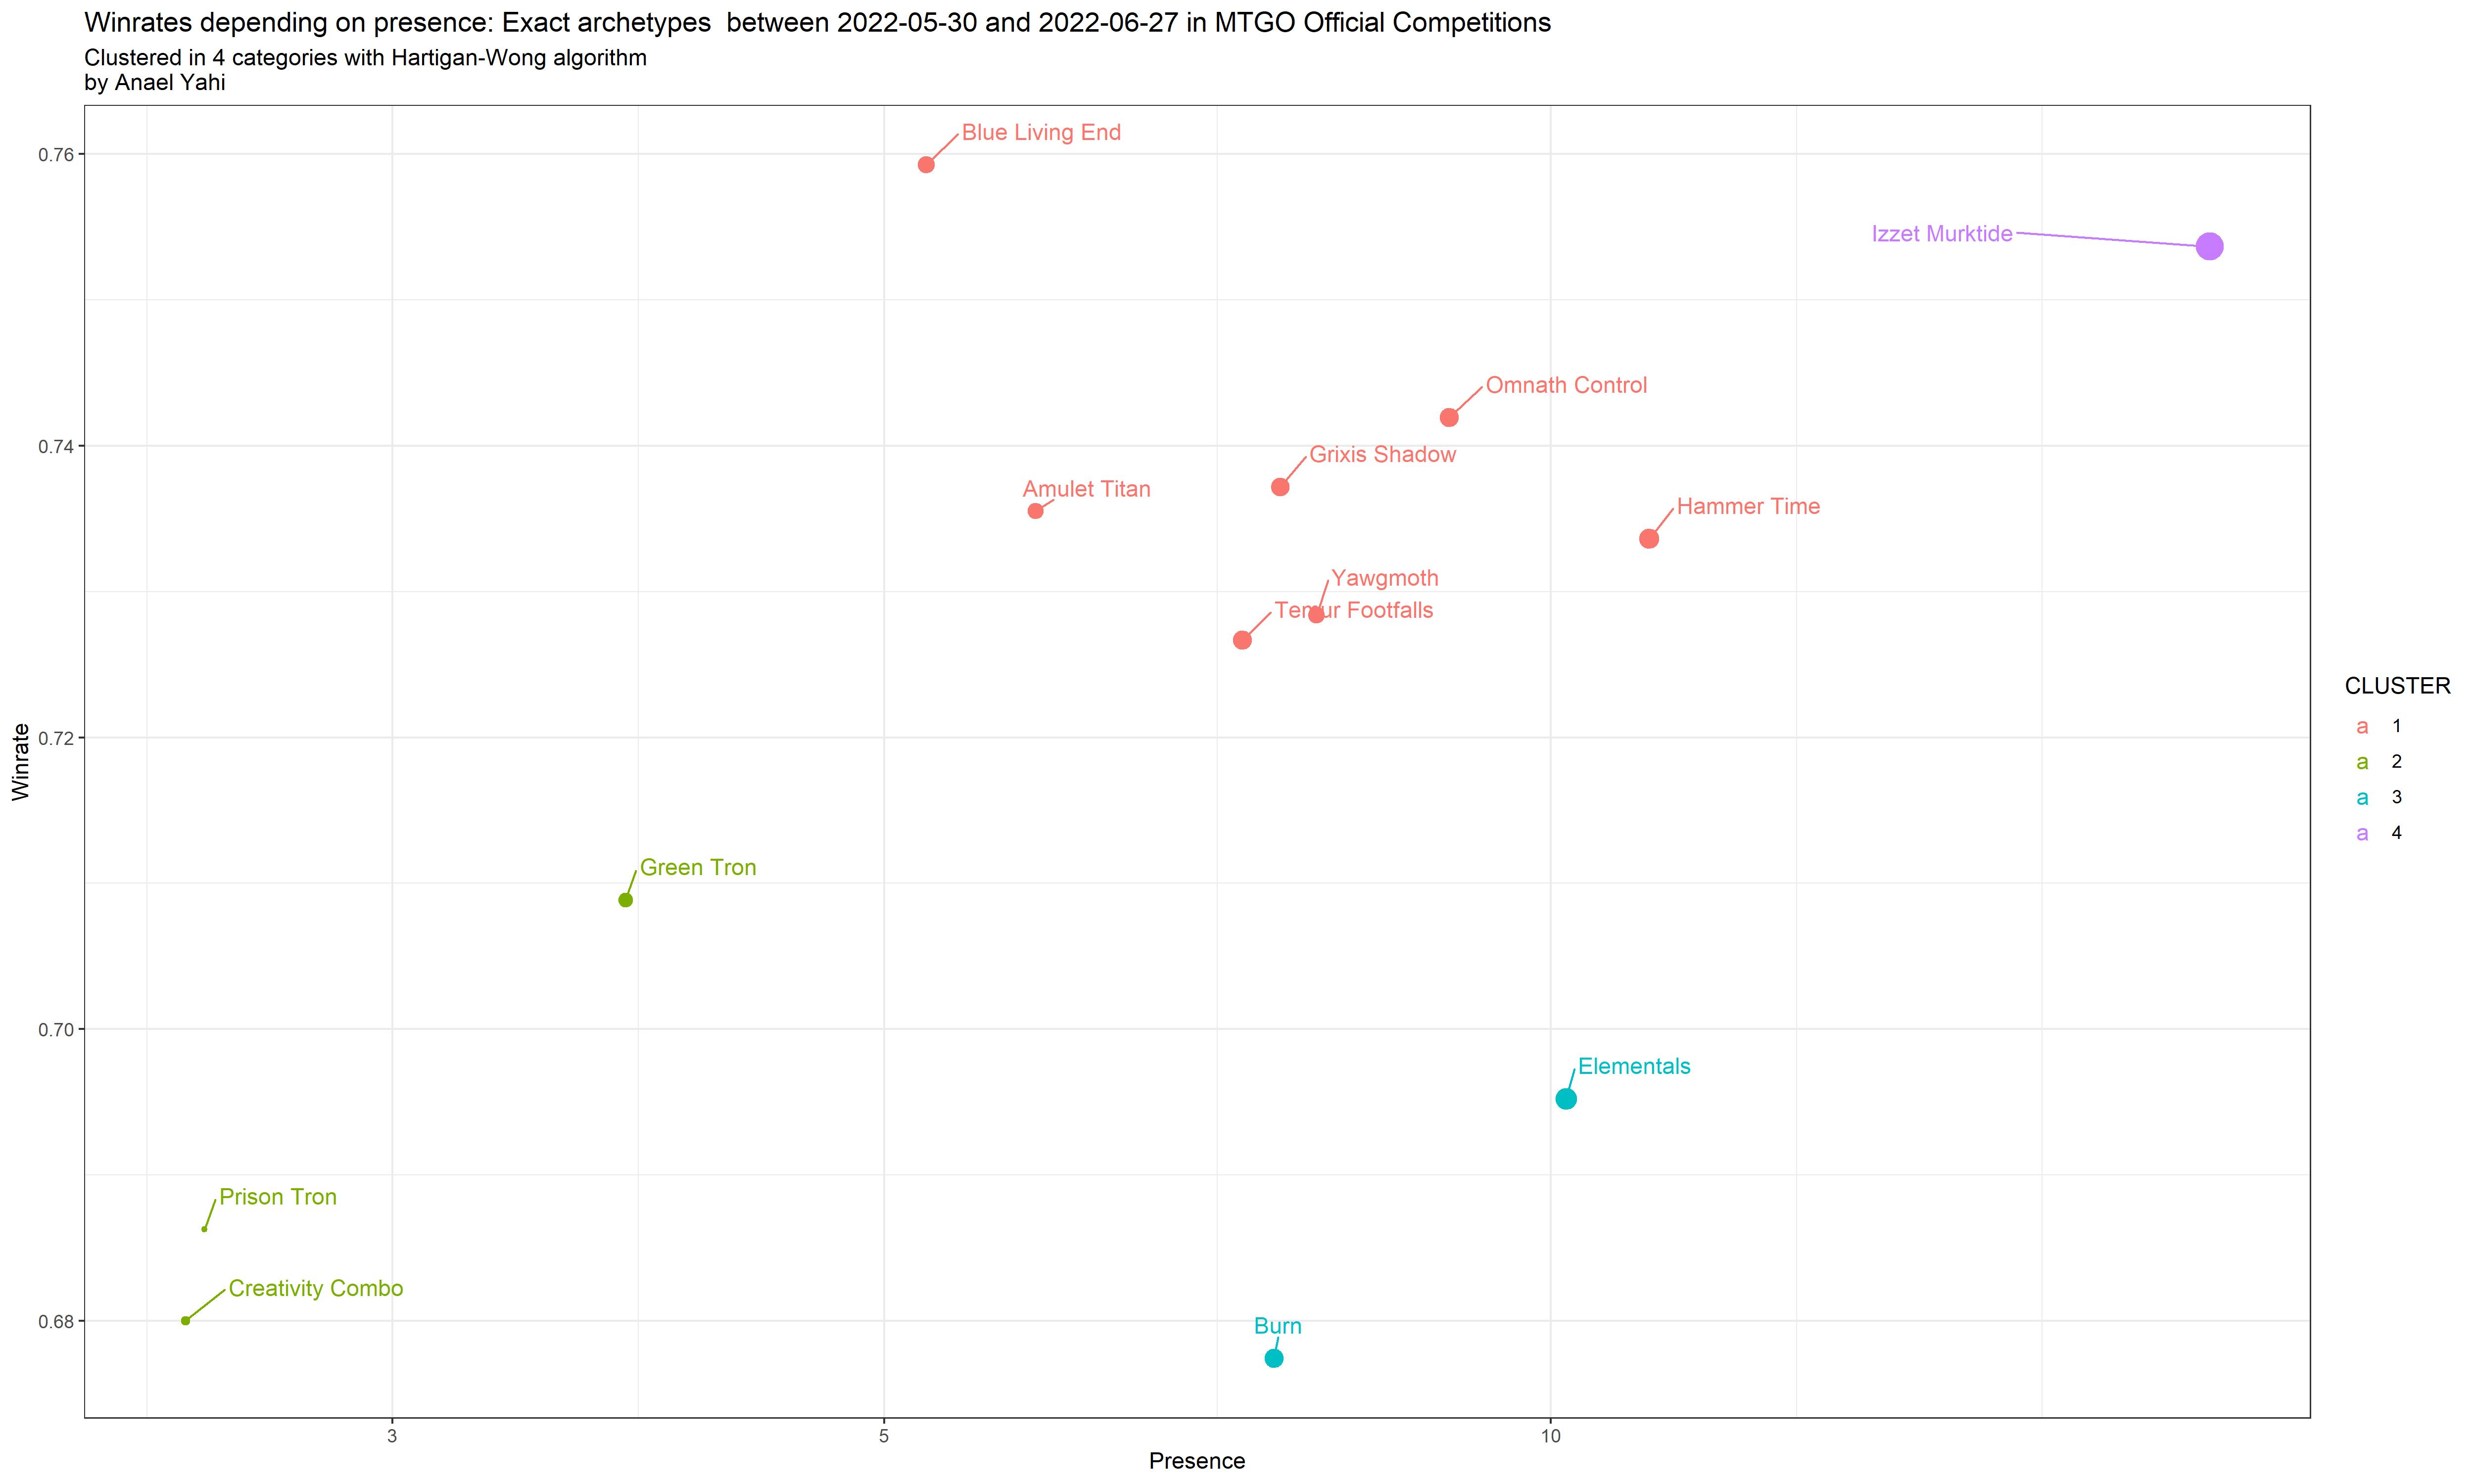 Winrates depending on presence: Exact archetypes  between 2022-05-30 and 2022-06-27 in MTGO Official Competitions
Clustered in 4 categories with Hartigan-Wong algorithm
by Anael Yahi
Blue Living End
0.76
Izzet Murktide
Omnath Control
0.74
Grixis Shadow
Amulet Titan
Hammer Time
Yawgmoth
Temur Footfalls
CLUSTER
a 1
a 2
a 3
a 4
Winrate
0.72
Green Tron
0.70
Elementals
Prison Tron
Creativity Combo
0.68
Burn
3
5
10
Presence